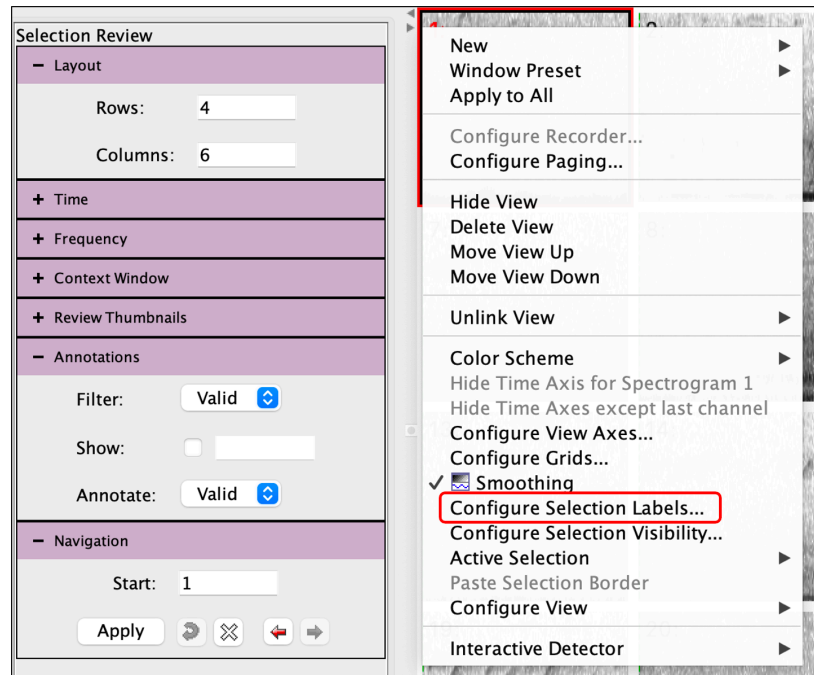 Selection Review
− Layout
Rows: 4
Columns: 6
+ Time
+ Frequency
+ Context Window
+ Review Thumbnails
− Annotations
Filter: Valid
Show:
Annotate: Valid
− Navigation
Start: 1
Apply
New
Window Preset
Apply to All
Configure Recorder...
Configure Paging...
Hide View
Delete View
Move View Up
Move View Down
Unlink View
Color Scheme
Hide Time Axis for Spectrogram 1
Hide Time Axes except last channel
Configure View Axes...
Configure Grids...
✓ Smoothing
Configure Selection Labels...
Configure Selection Visibility...
Active Selection
Paste Selection Border
Configure View
Interactive Detector